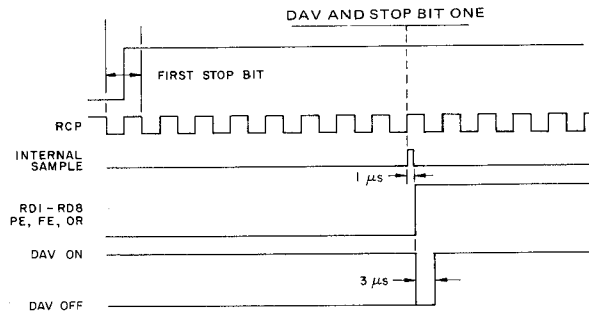 DAV AND STOP BIT ONE
FIRST STOP BIT
RCP
INTERNAL
SAMPLE
1 μs
RD1-RD8
PE, FE, OR
DAV ON
3 μs
DAV OFF